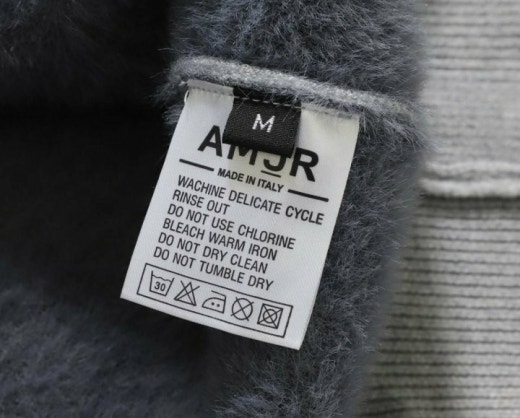 M
AMJR
MADE IN ITALY
WACHINE DELICATE CYCLE
RINSE OUT
DO NOT USE CHLORINE
BLEACH WARM IRON
DO NOT DRY CLEAN
DO NOT TUMBLE DRY
30